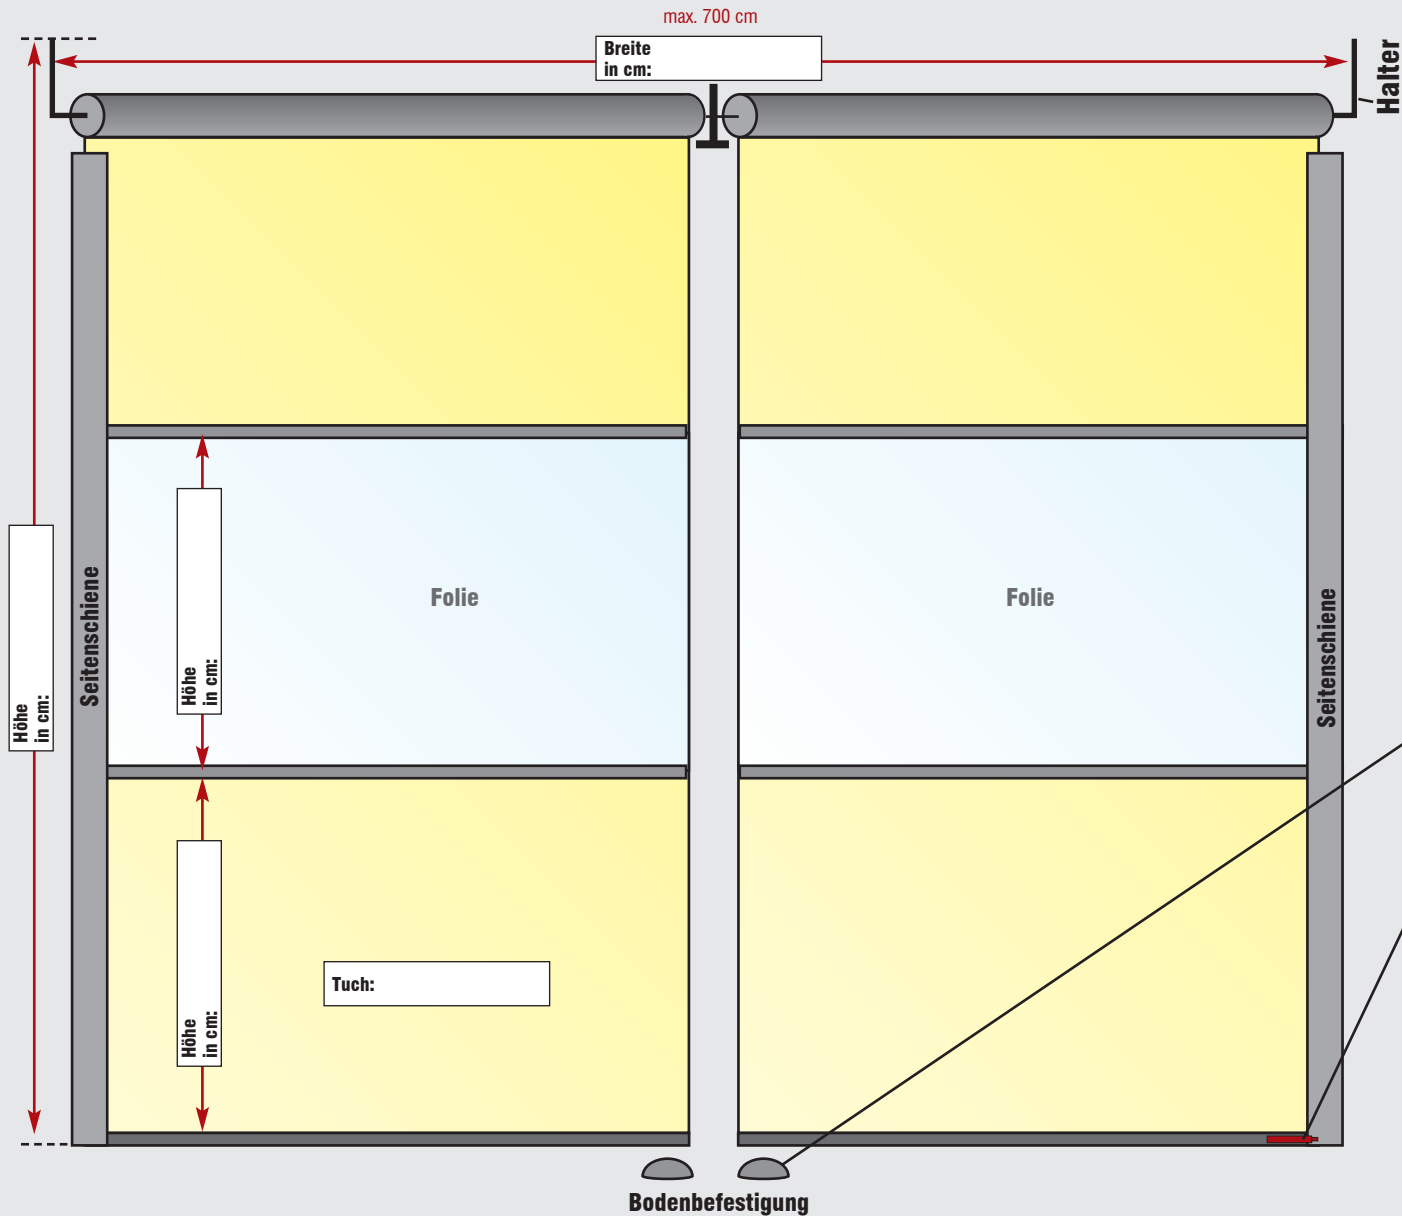 max. 700 cm
Breite
in cm:
Halter
Höhe
in cm:
Seitenschiene
Höhe
in cm:
Folie
Folie
Seitenschiene
Höhe
in cm:
Tuch:
Bodenbefestigung